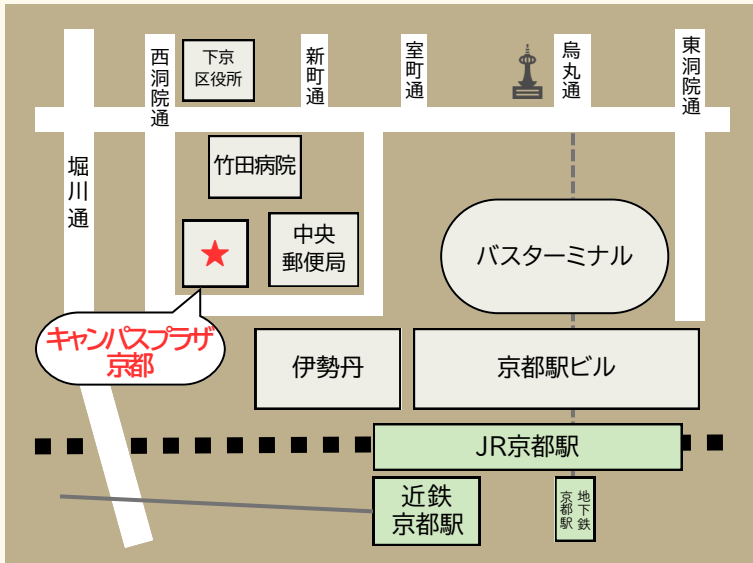 西洞院通
下京
区役所
新町通
室町通
烏丸通
東洞院通
堀川通
竹田病院
中央
郵便局
バスターミナル
キャンパスプラザ
京都
伊勢丹
京都駅ビル
JR京都駅
近鉄
京都駅
地下鉄
京都駅